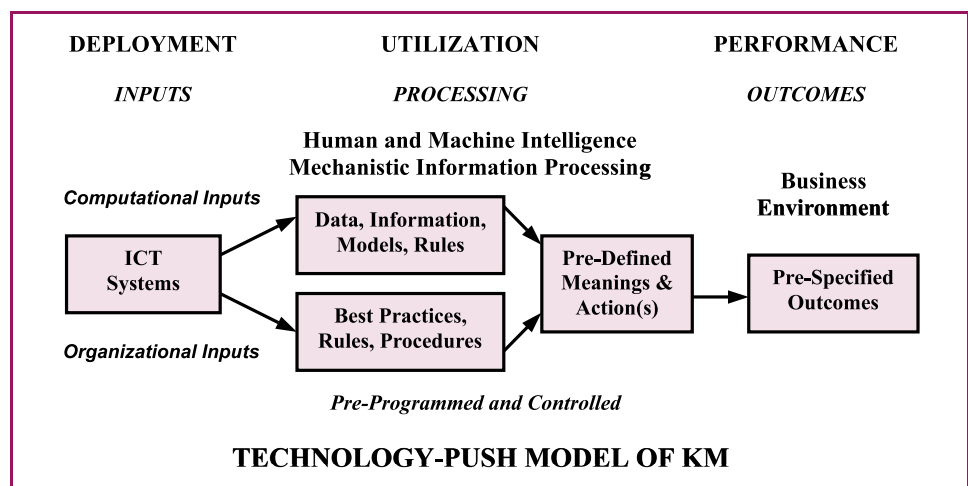 DEPLOYMENT
UTILIZATION
PERFORMANCE
INPUTS
PROCESSING
OUTCOMES
Human and Machine Intelligence
Mechanistic Information Processing
Business
Environment
Computational Inputs
ICT
Systems
Organizational Inputs
Data, Information,
Models, Rules
Best Practices,
Rules, Procedures
Pre-Defined
Meanings &
Action(s)
Pre-Specified
Outcomes
Pre-Programmed and Controlled
TECHNOLOGY-PUSH MODEL OF KM